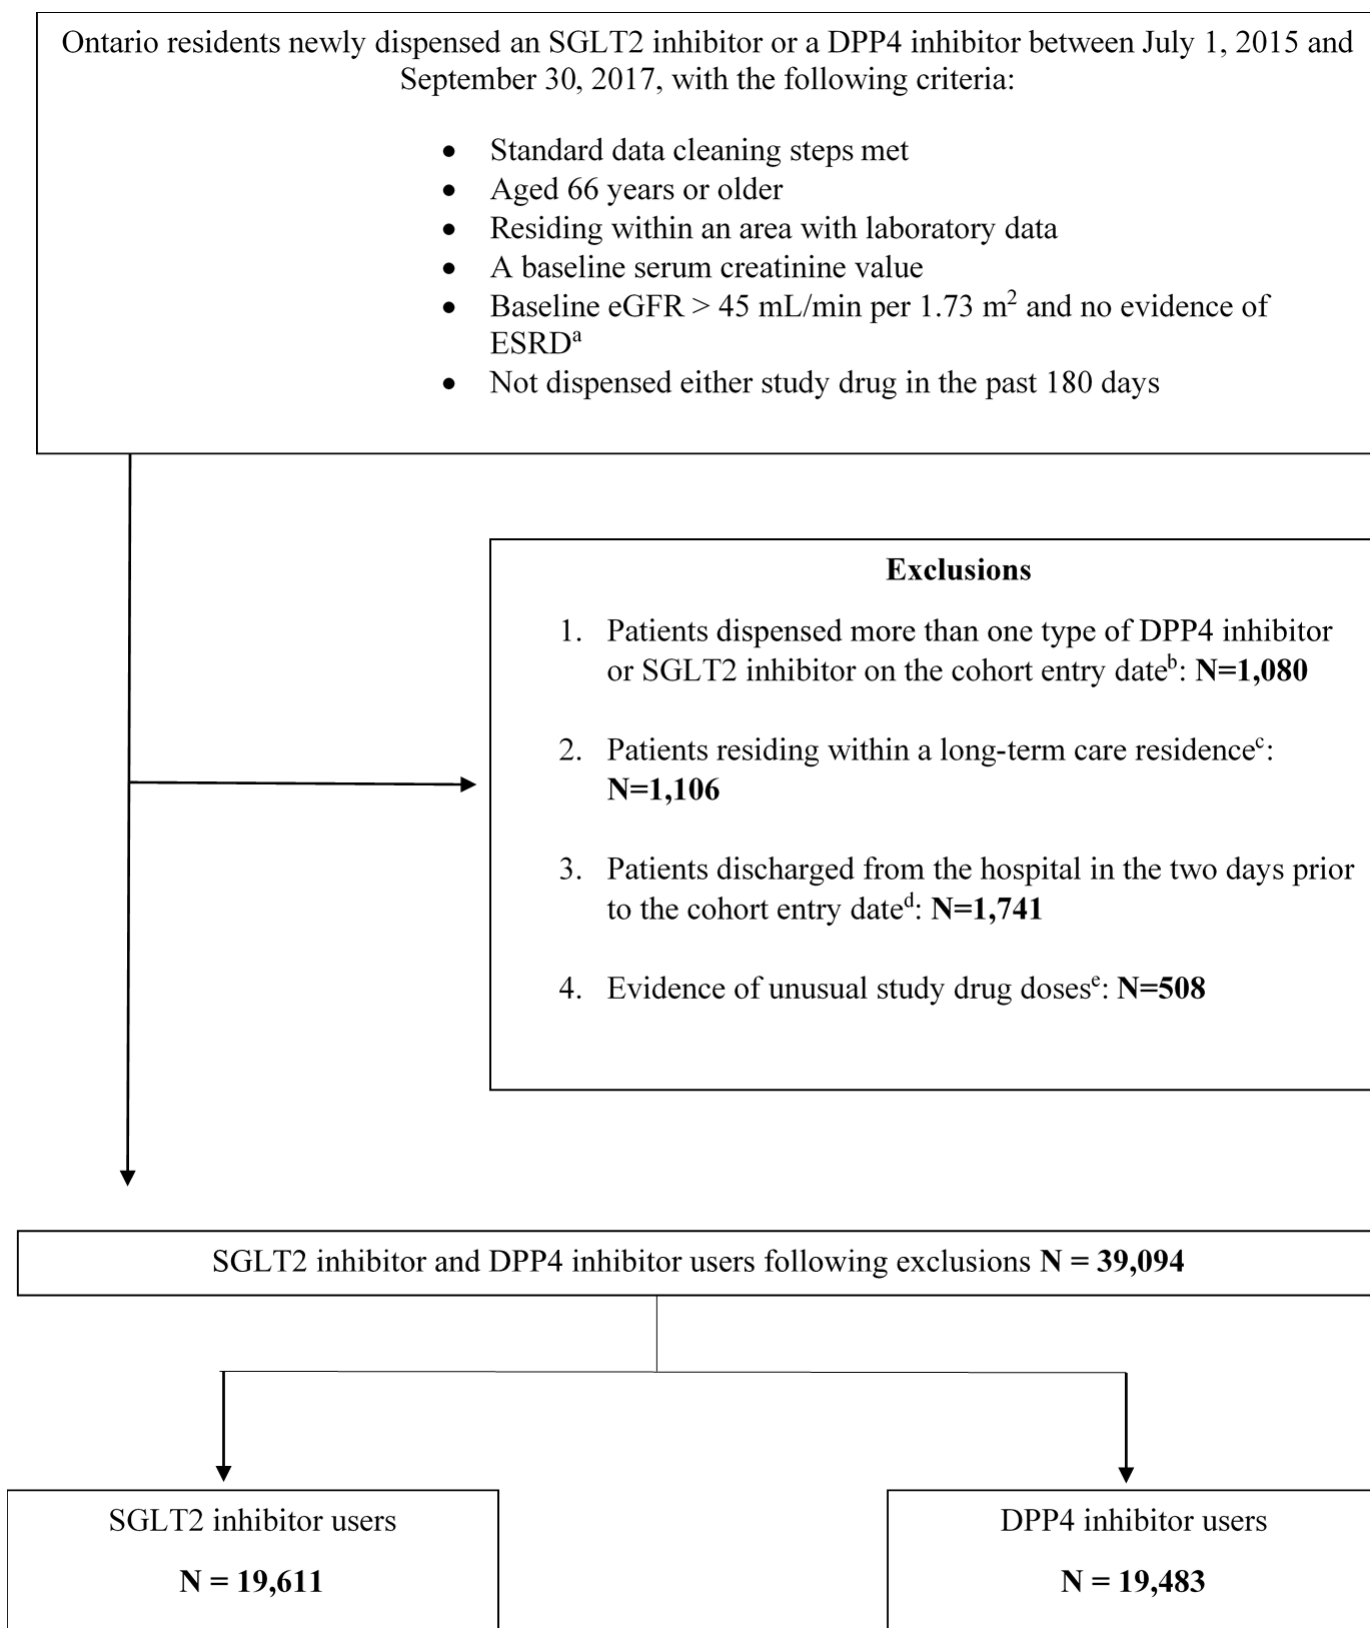 Ontario residents newly dispensed an SGLT2 inhibitor or a DPP4 inhibitor between July 1, 2015 and
September 30, 2017, with the following criteria:
• Standard data cleaning steps met
• Aged 66 years or older
• Residing within an area with laboratory data
• A baseline serum creatinine value
• Baseline eGFR > 45 mL/min per 1.73 m² and no evidence of
ESRDᵃ
• Not dispensed either study drug in the past 180 days
Exclusions
1. Patients dispensed more than one type of DPP4 inhibitor
or SGLT2 inhibitor on the cohort entry dateᵇ: N=1,080
2. Patients residing within a long-term care residenceᶜ:
N=1,106
3. Patients discharged from the hospital in the two days prior
to the cohort entry dateᵈ: N=1,741
4. Evidence of unusual study drug dosesᵉ: N=508
SGLT2 inhibitor and DPP4 inhibitor users following exclusions N = 39,094
SGLT2 inhibitor users
N = 19,611
DPP4 inhibitor users
N = 19,483